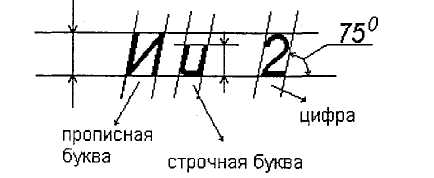 И и 2 75⁰
прописная буква
строчная буква
цифра